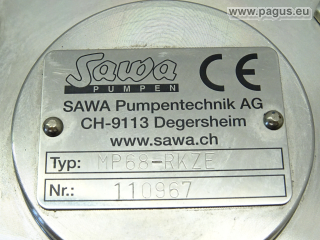 www.pagus.eu
Sawa CE
PUMPEN
SAWA Pumpentechnik AG
CH-9113 Degersheim
www.sawa.ch
Typ: MP68-RKZE
Nr.: 110967